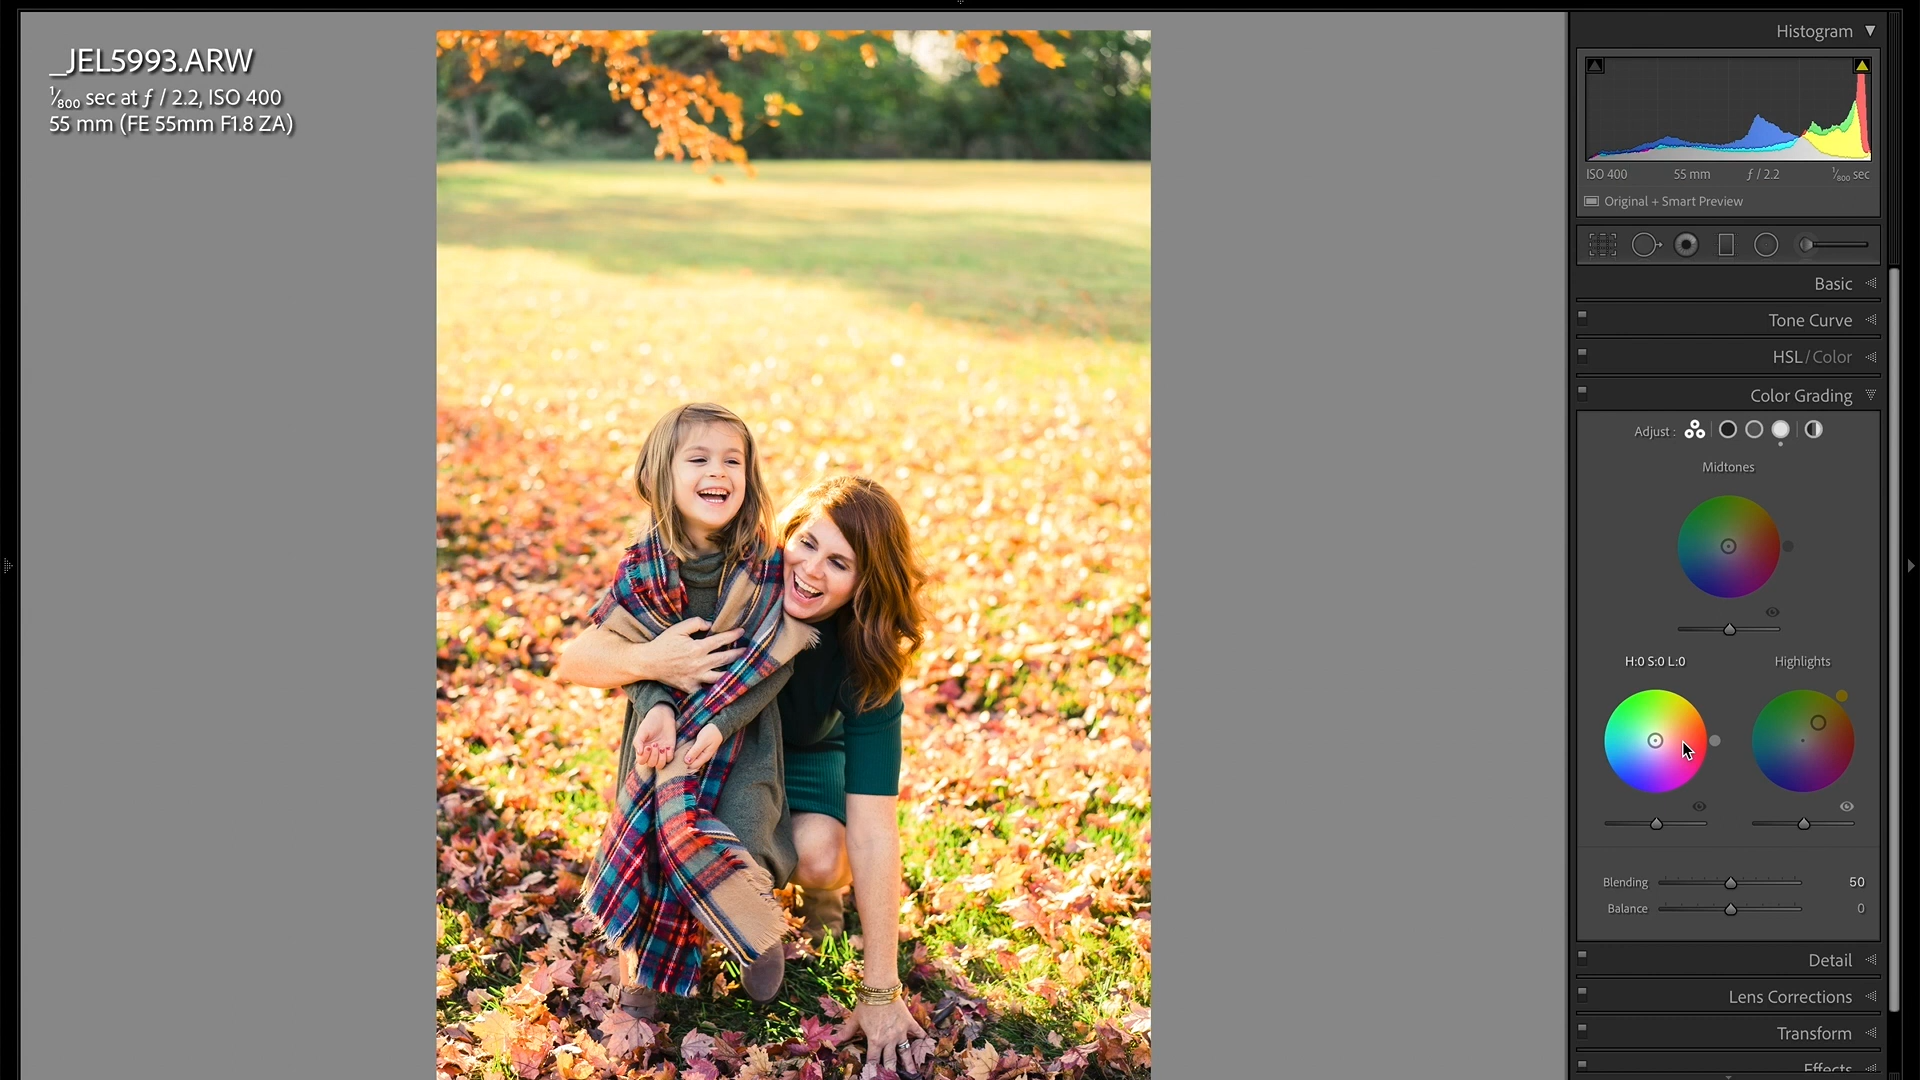 _JEL5993.ARW
1/800 sec at ƒ / 2.2, ISO 400
55 mm (FE 55mm F1.8 ZA)
Histogram
ISO 400 55 mm ƒ / 2.2 1/800 sec
Original + Smart Preview
Basic
Tone Curve
HSL / Color
Color Grading
Adjust :
Midtones
H:0 S:0 L:0 Highlights
Blending 50
Balance 0
Detail
Lens Corrections
Transform
Effects